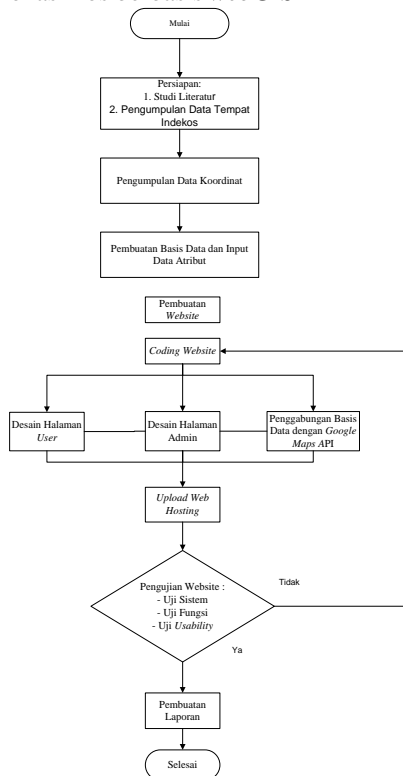 Mulai
Persiapan:
1. Studi Literatur
2. Pengumpulan Data Tempat
Indekos
Pengumpulan Data Koordinat
Pembuatan Basis Data dan Input
Data Atribut
Pembuatan
Website
Coding Website
Desain Halaman
User
Desain Halaman
Admin
Penggabungan Basis
Data dengan Google
Maps API
Upload Web
Hosting
Pengujian Website :
- Uji Sistem
- Uji Fungsi
- Uji Usability
Tidak
Ya
Pembuatan
Laporan
Selesai